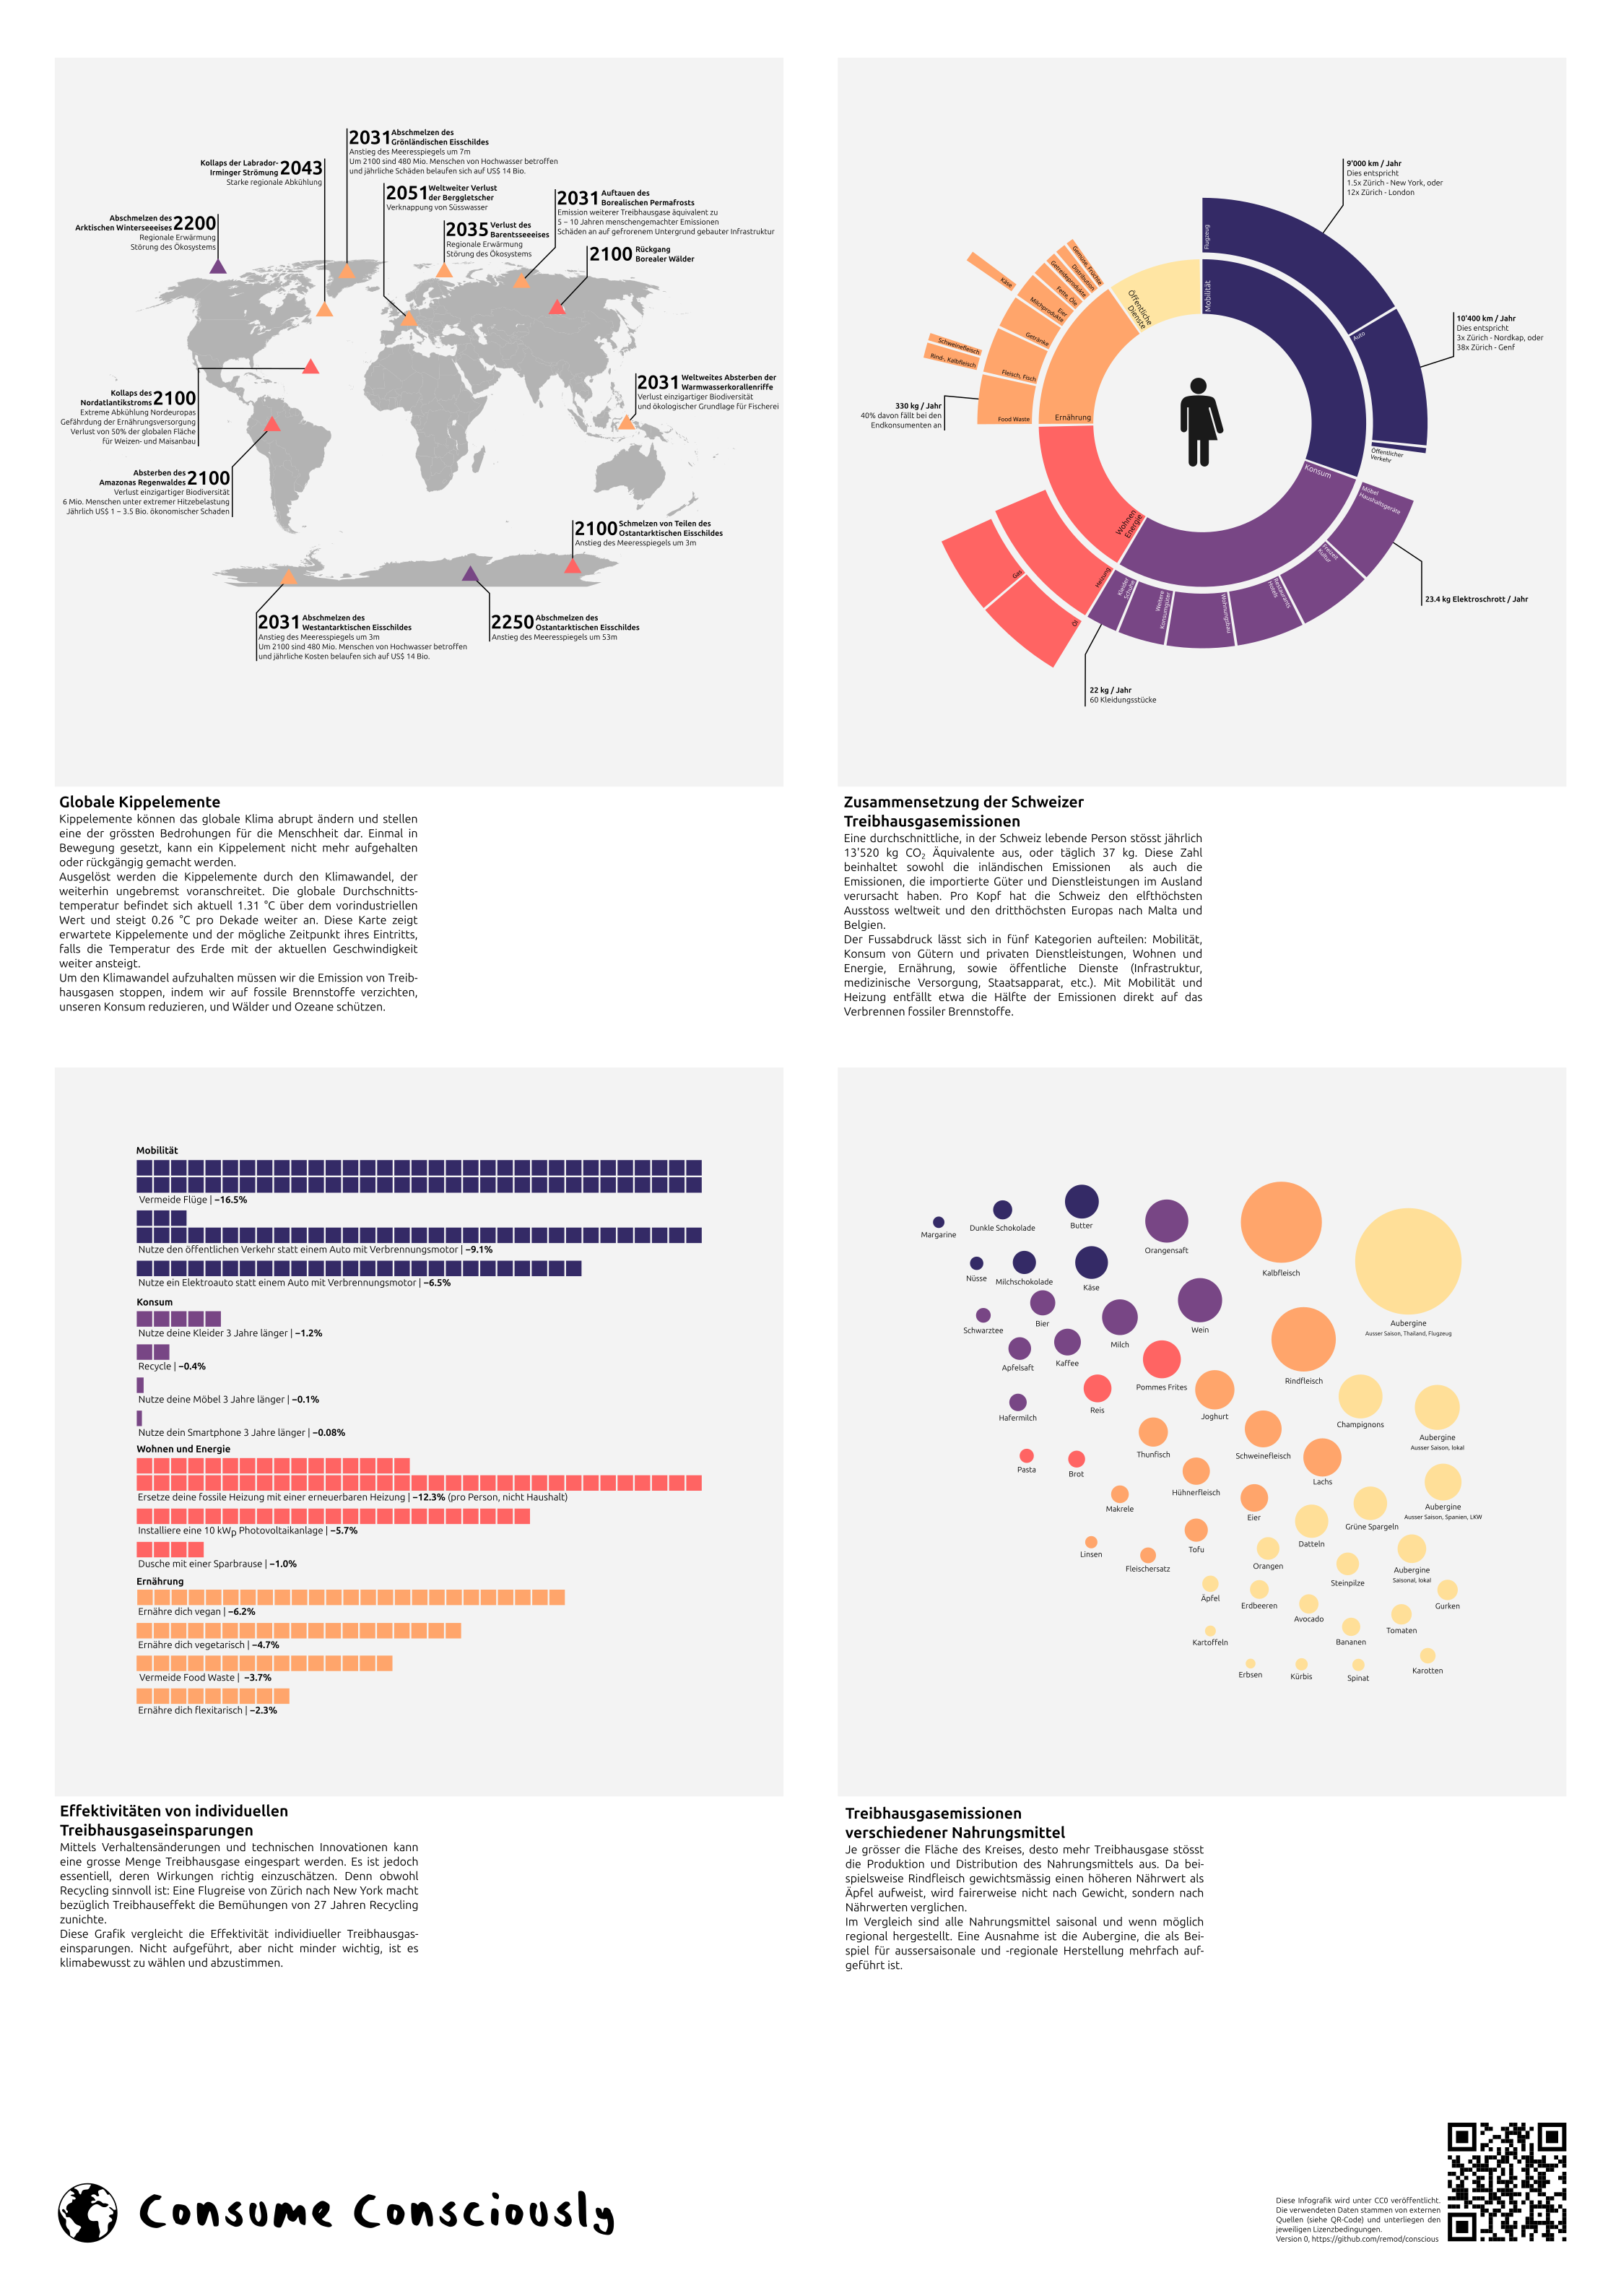 2031 Abschmelzen des
Grönländischen Eisschildes
Anstieg des Meeresspiegels um 7m
Um 2100 sind 480 Mio. Menschen von Hochwasser betroffen
und jährliche Schäden belaufen sich auf US$ 14 Bio.
Kollaps der Labrador-
Irminger Strömung 2043
Starke regionale Abkühlung
2051 Weltweiter Verlust
der Berggletscher
Verknappung von Süsswasser
2031 Auftauen des
Borealischen Permafrosts
Emission weiterer Treibhausgase äquivalent zu
5 – 10 Jahren menschengemachter Emissionen
Schäden an auf gefrorenem Untergrund gebauter Infrastruktur
Abschmelzen des
Arktischen Winterseeeises 2200
Regionale Erwärmung
Störung des Ökosystems
2035 Verlust des
Barentsseeeises
Regionale Erwärmung
Störung des Ökosystems
2100 Rückgang
Borealer Wälder
Kollaps des
Nordatlantikstroms 2100
Extreme Abkühlung Nordeuropas
Gefährdung der Ernährungsversorgung
Verlust von 50% der globalen Fläche
für Weizen- und Maisanbau
2031 Weltweites Absterben der
Warmwasserkorallenriffe
Verlust einzigartiger Biodiversität
und ökologischer Grundlage für Fischerei
Absterben des
Amazonas Regenwaldes 2100
Verlust einzigartiger Biodiversität
6 Mio. Menschen unter extremer Hitzebelastung
Jährlich US$ 1 – 3.5 Bio. ökonomischer Schaden
2100 Schmelzen von Teilen des
Ostantarktischen Eisschildes
Anstieg des Meeresspiegels um 3m
2031 Abschmelzen des
Westantarktischen Eisschildes
Anstieg des Meeresspiegels um 3m
Um 2100 sind 480 Mio. Menschen von Hochwasser betroffen
und jährliche Kosten belaufen sich auf US$ 14 Bio.
2250 Abschmelzen des
Ostantarktischen Eisschildes
Anstieg des Meeresspiegels um 53m
Globale Kippelemente
Kippelemente können das globale Klima abrupt ändern und stellen
eine der grössten Bedrohungen für die Menschheit dar. Einmal in
Bewegung gesetzt, kann ein Kippelement nicht mehr aufgehalten
oder rückgängig gemacht werden.
Ausgelöst werden die Kippelemente durch den Klimawandel, der
weiterhin ungebremst voranschreitet. Die globale Durchschnitts-
temperatur befindet sich aktuell 1.31 °C über dem vorindustriellen
Wert und steigt 0.26 °C pro Dekade weiter an. Diese Karte zeigt
erwartete Kippelemente und der mögliche Zeitpunkt ihres Eintritts,
falls die Temperatur des Erde mit der aktuellen Geschwindigkeit
weiter ansteigt.
Um den Klimawandel aufzuhalten müssen wir die Emission von Treib-
hausgasen stoppen, indem wir auf fossile Brennstoffe verzichten,
unseren Konsum reduzieren, und Wälder und Ozeane schützen.
9'000 km / Jahr
Dies entspricht
1.5x Zürich - New York, oder
12x Zürich - London
10'400 km / Jahr
Dies entspricht
3x Zürich - Nordkap, oder
38x Zürich - Genf
Flugzeug
Mobilität
Auto
Öffentlicher
Verkehr
Konsum
Möbel
Haushaltsgeräte
Freizeit
Kultur
Restaurants
Hotels
Wohnungsbau
Weitere
Konsumgüter
Kleider
Schuhe
23.4 kg Elektroschrott / Jahr
22 kg / Jahr
60 Kleidungsstücke
Wohnen
Energie
Heizung
Öl
Gas
Ernährung
Food Waste
Fleisch, Fisch
Rind-, Kalbfleisch
Schweinefleisch
Getränke
Milchprodukte
Eier
Käse
Fette, Öle
Getreideprodukte
Distribution
Gemüse, Früchte
Öffentliche
Dienste
330 kg / Jahr
40% davon fällt bei den
Endkonsumenten an
Zusammensetzung der Schweizer
Treibhausgasemissionen
Eine durchschnittliche, in der Schweiz lebende Person stösst jährlich
13'520 kg CO₂ Äquivalente aus, oder täglich 37 kg. Diese Zahl
beinhaltet sowohl die inländischen Emissionen als auch die
Emissionen, die importierte Güter und Dienstleistungen im Ausland
verursacht haben. Pro Kopf hat die Schweiz den elfthöchsten
Ausstoss weltweit und den dritthöchsten Europas nach Malta und
Belgien.
Der Fussabdruck lässt sich in fünf Kategorien aufteilen: Mobilität,
Konsum von Gütern und privaten Dienstleistungen, Wohnen und
Energie, Ernährung, sowie öffentliche Dienste (Infrastruktur,
medizinische Versorgung, Staatsapparat, etc.). Mit Mobilität und
Heizung entfällt etwa die Hälfte der Emissionen direkt auf das
Verbrennen fossiler Brennstoffe.
Mobilität
Vermeide Flüge | −16.5%
Nutze den öffentlichen Verkehr statt einem Auto mit Verbrennungsmotor | −9.1%
Nutze ein Elektroauto statt einem Auto mit Verbrennungsmotor | −6.5%
Konsum
Nutze deine Kleider 3 Jahre länger | −1.2%
Recycle | −0.4%
Nutze deine Möbel 3 Jahre länger | −0.1%
Nutze dein Smartphone 3 Jahre länger | −0.08%
Wohnen und Energie
Ersetze deine fossile Heizung mit einer erneuerbaren Heizung | −12.3% (pro Person, nicht Haushalt)
Installiere eine 10 kWp Photovoltaikanlage | −5.7%
Dusche mit einer Sparbrause | −1.0%
Ernährung
Ernähre dich vegan | −6.2%
Ernähre dich vegetarisch | −4.7%
Vermeide Food Waste | −3.7%
Ernähre dich flexitarisch | −2.3%
Effektivitäten von individuellen
Treibhausgaseinsparungen
Mittels Verhaltensänderungen und technischen Innovationen kann
eine grosse Menge Treibhausgase eingespart werden. Es ist jedoch
essentiell, deren Wirkungen richtig einzuschätzen. Denn obwohl
Recycling sinnvoll ist: Eine Flugreise von Zürich nach New York macht
bezüglich Treibhauseffekt die Bemühungen von 27 Jahren Recycling
zunichte.
Diese Grafik vergleicht die Effektivität individiueller Treibhausgas-
einsparungen. Nicht aufgeführt, aber nicht minder wichtig, ist es
klimabewusst zu wählen und abzustimmen.
Margarine
Dunkle Schokolade
Butter
Orangensaft
Kalbfleisch
Aubergine
Ausser Saison, Thailand, Flugzeug
Nüsse
Milchschokolade
Käse
Schwarztee
Bier
Milch
Wein
Apfelsaft
Kaffee
Pommes Frites
Rindfleisch
Hafermilch
Reis
Joghurt
Champignons
Aubergine
Ausser Saison, lokal
Pasta
Brot
Thunfisch
Schweinefleisch
Lachs
Makrele
Hühnerfleisch
Eier
Grüne Spargeln
Aubergine
Ausser Saison, Spanien, LKW
Linsen
Fleischersatz
Tofu
Datteln
Orangen
Steinpilze
Aubergine
Saisonal, lokal
Äpfel
Erdbeeren
Avocado
Gurken
Kartoffeln
Bananen
Tomaten
Erbsen
Kürbis
Spinat
Karotten
Treibhausgasemissionen
verschiedener Nahrungsmittel
Je grösser die Fläche des Kreises, desto mehr Treibhausgase stösst
die Produktion und Distribution des Nahrungsmittels aus. Da bei-
spielsweise Rindfleisch gewichtsmässig einen höheren Nährwert als
Äpfel aufweist, wird fairerweise nicht nach Gewicht, sondern nach
Nährwerten verglichen.
Im Vergleich sind alle Nahrungsmittel saisonal und wenn möglich
regional hergestellt. Eine Ausnahme ist die Aubergine, die als Bei-
spiel für aussersaisonale und -regionale Herstellung mehrfach auf-
geführt ist.
Consume Consciously
Diese Infografik wird unter CC0 veröffentlicht.
Die verwendeten Daten stammen von externen
Quellen (siehe QR-Code) und unterliegen den
jeweiligen Lizenzbedingungen.
Version 0, https://github.com/remod/conscious